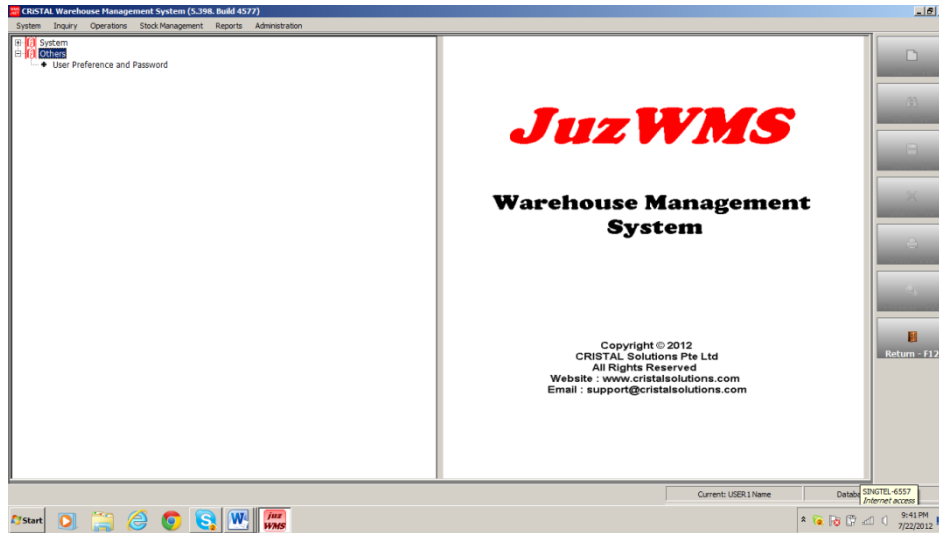 CRiSTAL Warehouse Management System (5.398. Build 4577)
System Inquiry Operations Stock Management Reports Administration
System
Others
User Preference and Password
JuzWMS
Warehouse Management
System
Copyright © 2012
CRISTAL Solutions Pte Ltd
All Rights Reserved
Website : www.cristalsolutions.com
Email : support@cristalsolutions.com
Return - F12
Current: USER1Name
Databa
SINGTEL-6557
Internet access
Start
juz
WMS
9:41 PM
7/22/2012